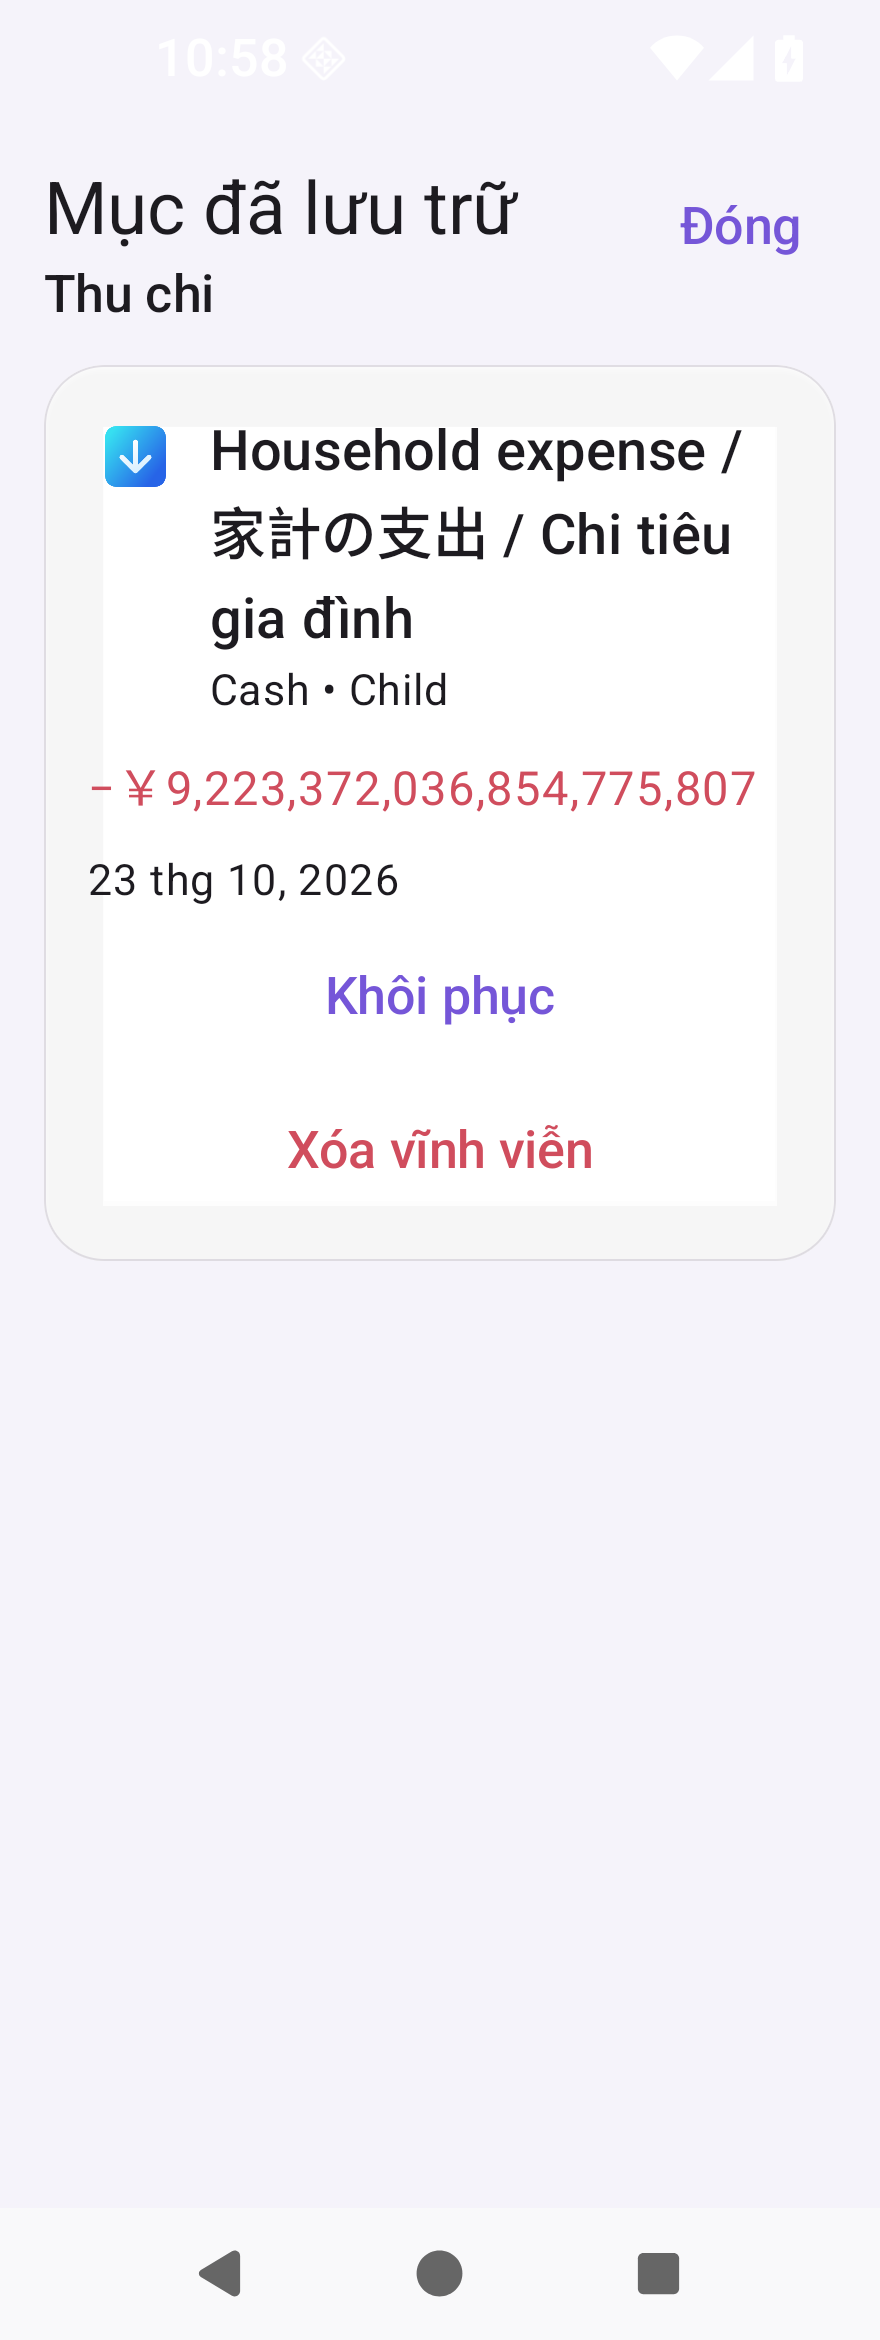 10:58
Mục đã lưu trữ
Đóng
Thu chi
Household expense /
家計の支出 / Chi tiêu
gia đình
Cash • Child
−￥9,223,372,036,854,775,807
23 thg 10, 2026
Khôi phục
Xóa vĩnh viễn